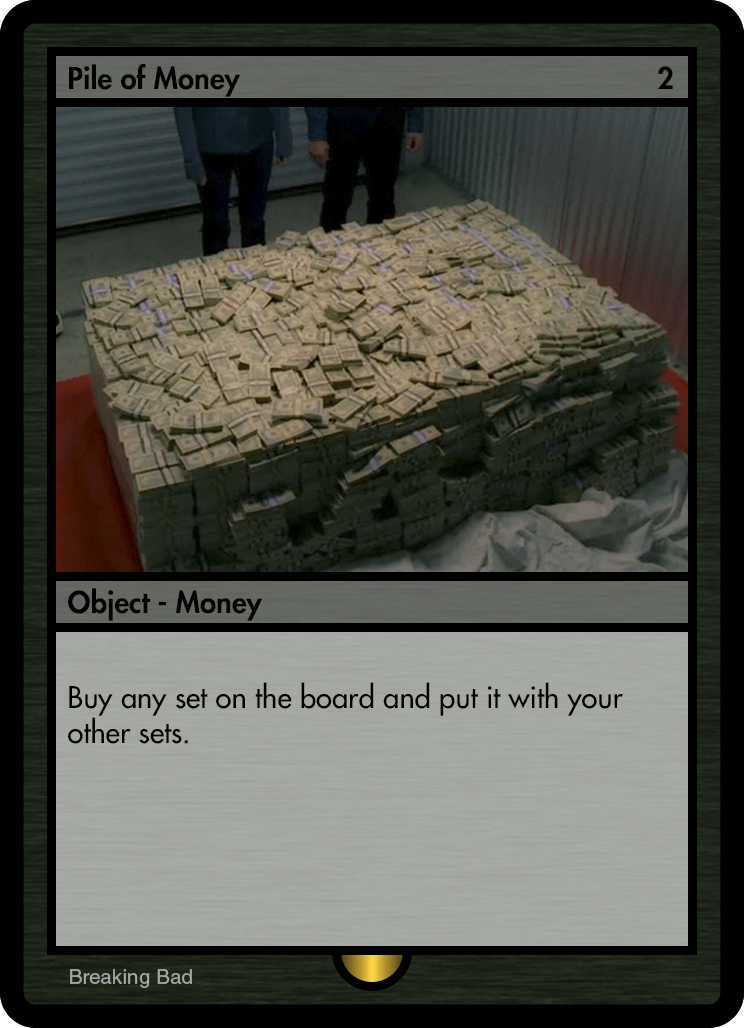 Pile of Money 2
Object - Money
Buy any set on the board and put it with your
other sets.
Breaking Bad